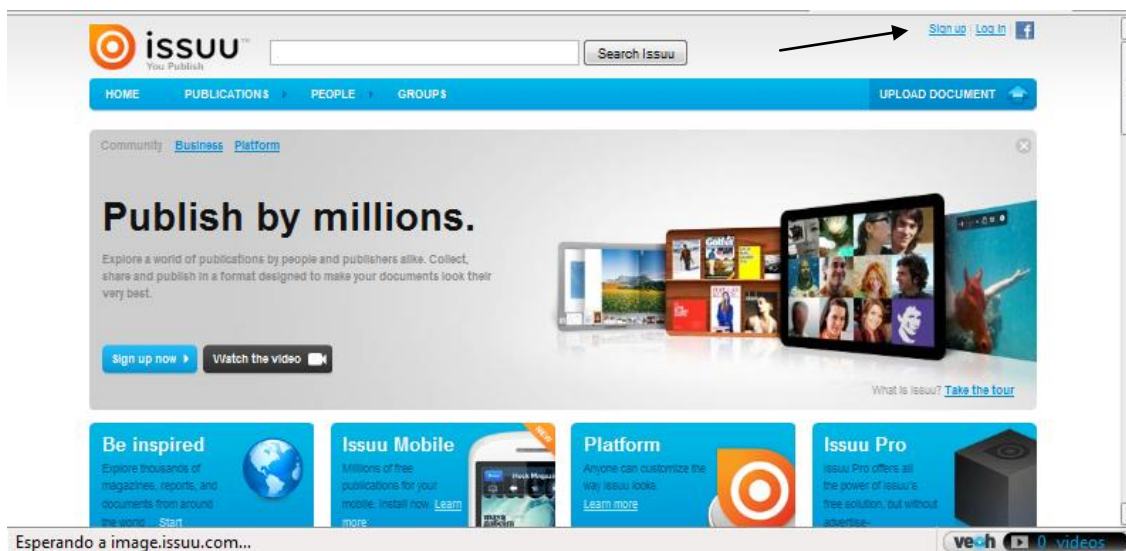 Sign up Log in
issuu™
You Publish
Search Issuu
HOME PUBLICATIONS PEOPLE GROUPS UPLOAD DOCUMENT
Community Business Platform
Publish by millions.
Explore a world of publications by people and publishers alike. Collect,
share and publish in a format designed to make your documents look their
very best.
Sign up now Watch the video
What is Issuu? Take the tour
Be inspired
Explore thousands of
magazines, reports, and
documents from around
the world... Start
Issuu Mobile
NEW
Millions of free
publications for your
mobile. Install now. Learn
more
Platform
Anyone can customize the
way Issuu looks.
Learn more
Issuu Pro
Issuu Pro offers all
the power of Issuu's
free solution, but without
advertise-
Esperando a image.issuu.com...
veoh 0 videos